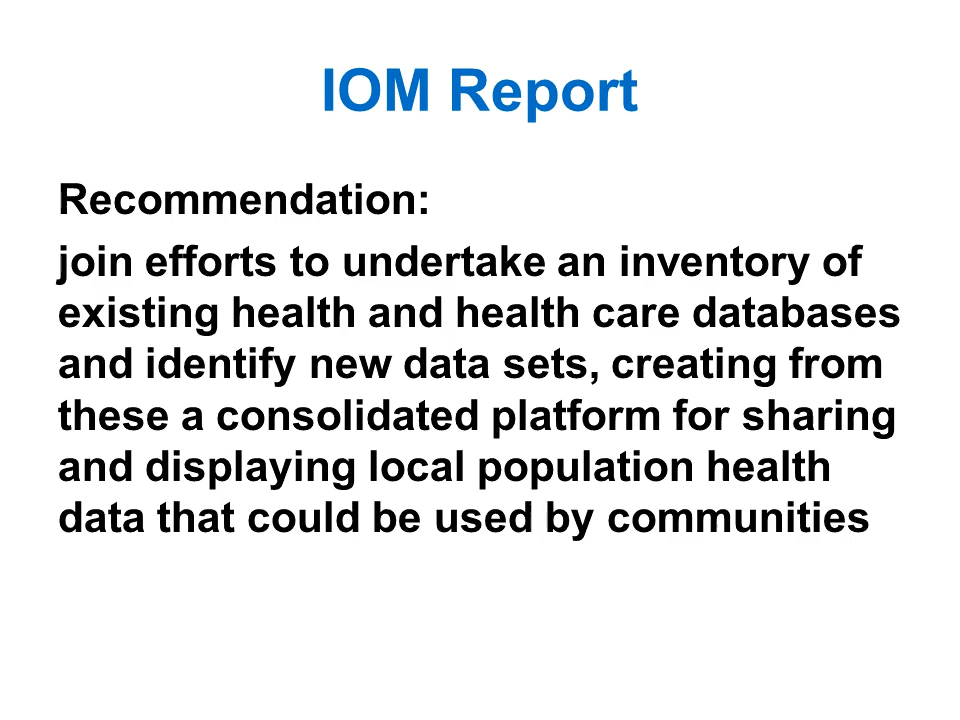 IOM Report
Recommendation:
join efforts to undertake an inventory of
existing health and health care databases
and identify new data sets, creating from
these a consolidated platform for sharing
and displaying local population health
data that could be used by communities